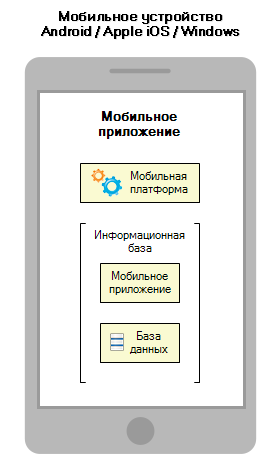 Мобильное устройство
Android / Apple iOS / Windows
Мобильное
приложение
Мобильная
платформа
Информационная
база
Мобильное
приложение
База
данных